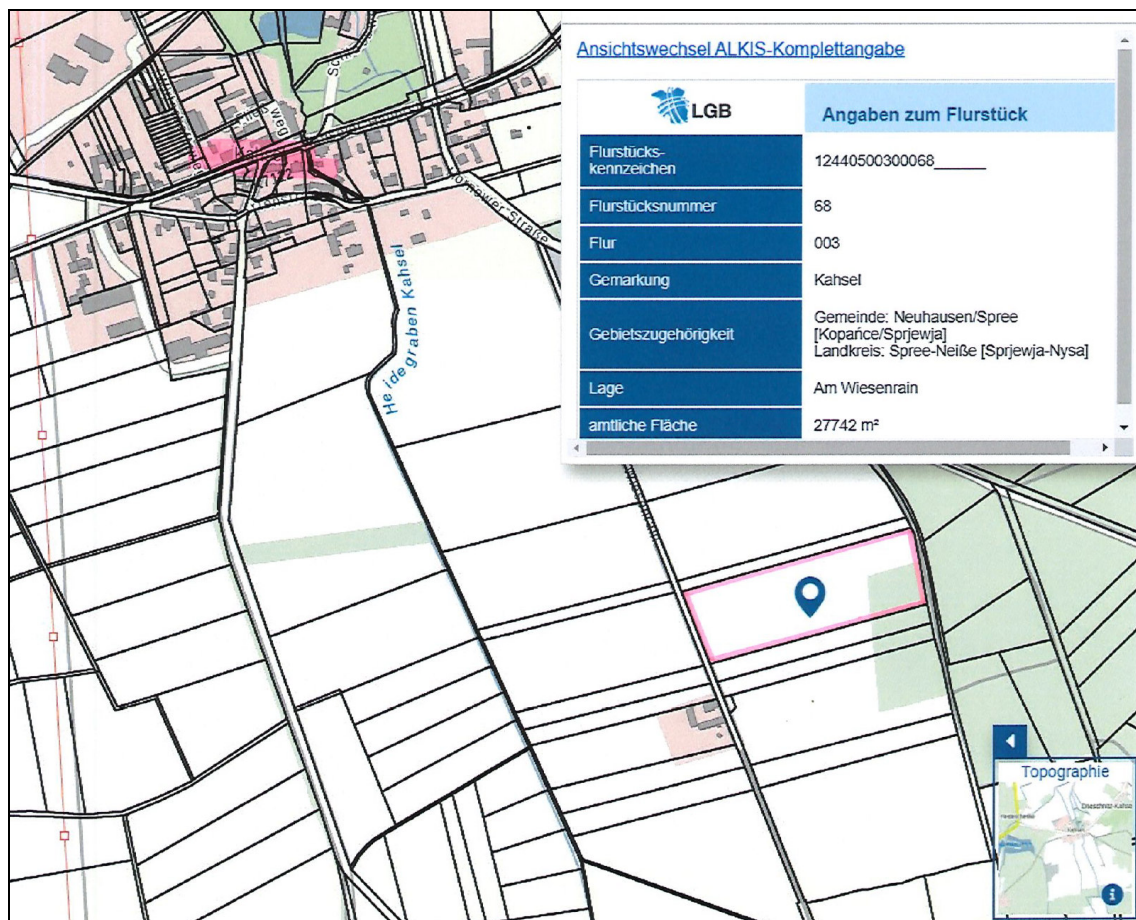 Ansichtswechsel ALKIS-Komplettangabe
LGB
Angaben zum Flurstück
Flurstücks-
kennzeichen
12440500300068______
Flurstücksnummer
68
Flur
003
Gemarkung
Kahsel
Gebietszugehörigkeit
Gemeinde: Neuhausen/Spree
[Kopańce/Sprjewja]
Landkreis: Spree-Neiße [Sprjewja-Nysa]
Lage
Am Wiesenrain
amtliche Fläche
27742 m²
Heidegraben Kahsel
Topographie